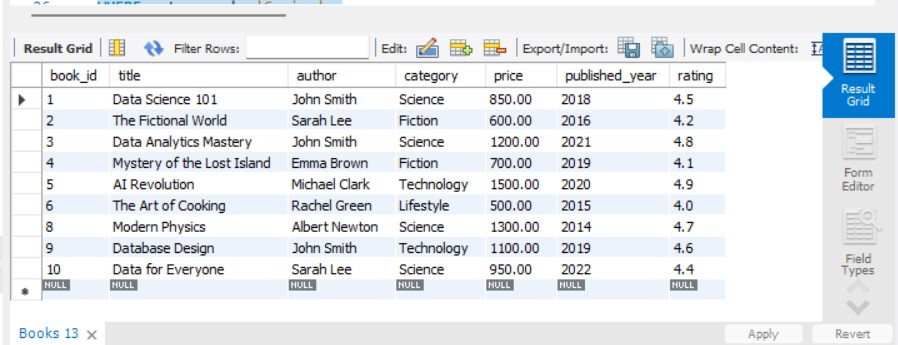 Result Grid Filter Rows: Edit: Export/Import: Wrap Cell Content:
book_id title author category price published_year rating
1 Data Science 101 John Smith Science 850.00 2018 4.5
2 The Fictional World Sarah Lee Fiction 600.00 2016 4.2
3 Data Analytics Mastery John Smith Science 1200.00 2021 4.8
4 Mystery of the Lost Island Emma Brown Fiction 700.00 2019 4.1
5 AI Revolution Michael Clark Technology 1500.00 2020 4.9
6 The Art of Cooking Rachel Green Lifestyle 500.00 2015 4.0
8 Modern Physics Albert Newton Science 1300.00 2014 4.7
9 Database Design John Smith Technology 1100.00 2019 4.6
10 Data for Everyone Sarah Lee Science 950.00 2022 4.4
NULL NULL NULL NULL NULL NULL NULL
Result
Grid
Form
Editor
Field
Types
Books 13
Apply Revert